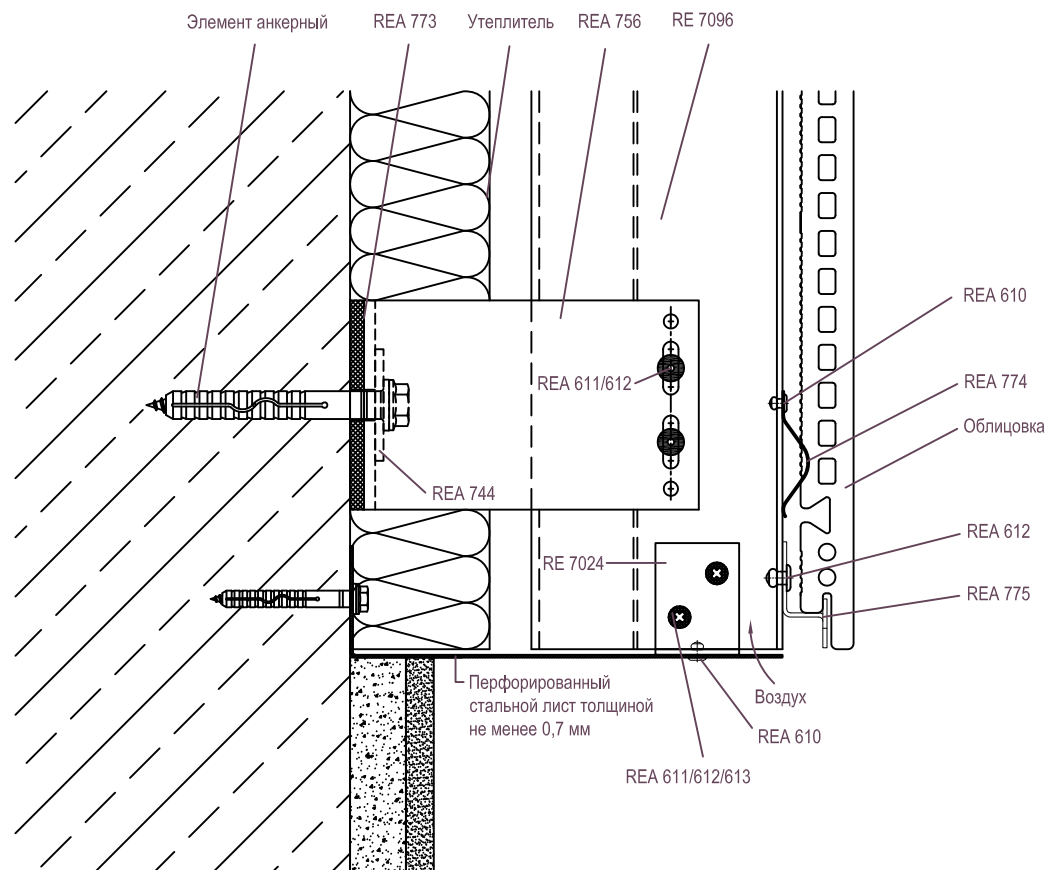 Элемент анкерный
REA 773
Утеплитель
REA 756
RE 7096
REA 610
REA 611/612
REA 774
Облицовка
REA 744
REA 612
RE 7024
REA 775
Перфорированный
стальной лист толщиной
не менее 0,7 мм
Воздух
REA 610
REA 611/612/613